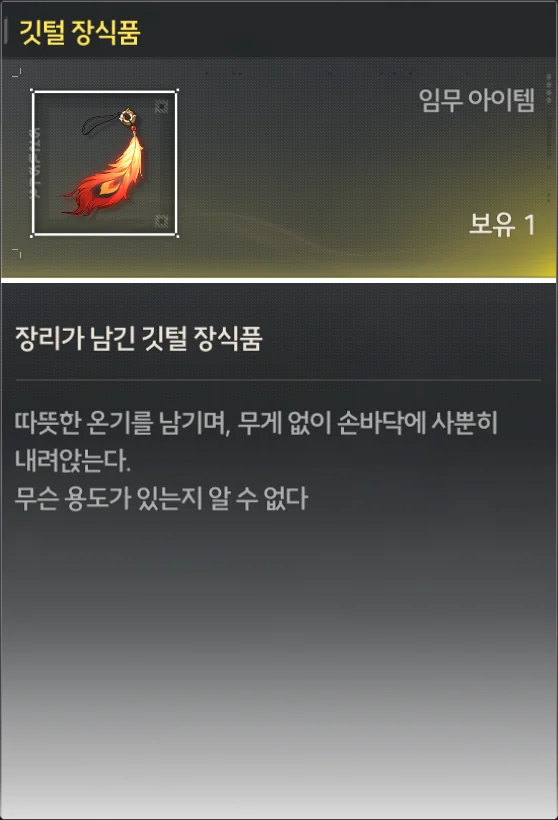 깃털 장식품
임무 아이템
보유 1
장리가 남긴 깃털 장식품
따뜻한 온기를 남기며, 무게 없이 손바닥에 사뿐히
내려앉는다.
무슨 용도가 있는지 알 수 없다